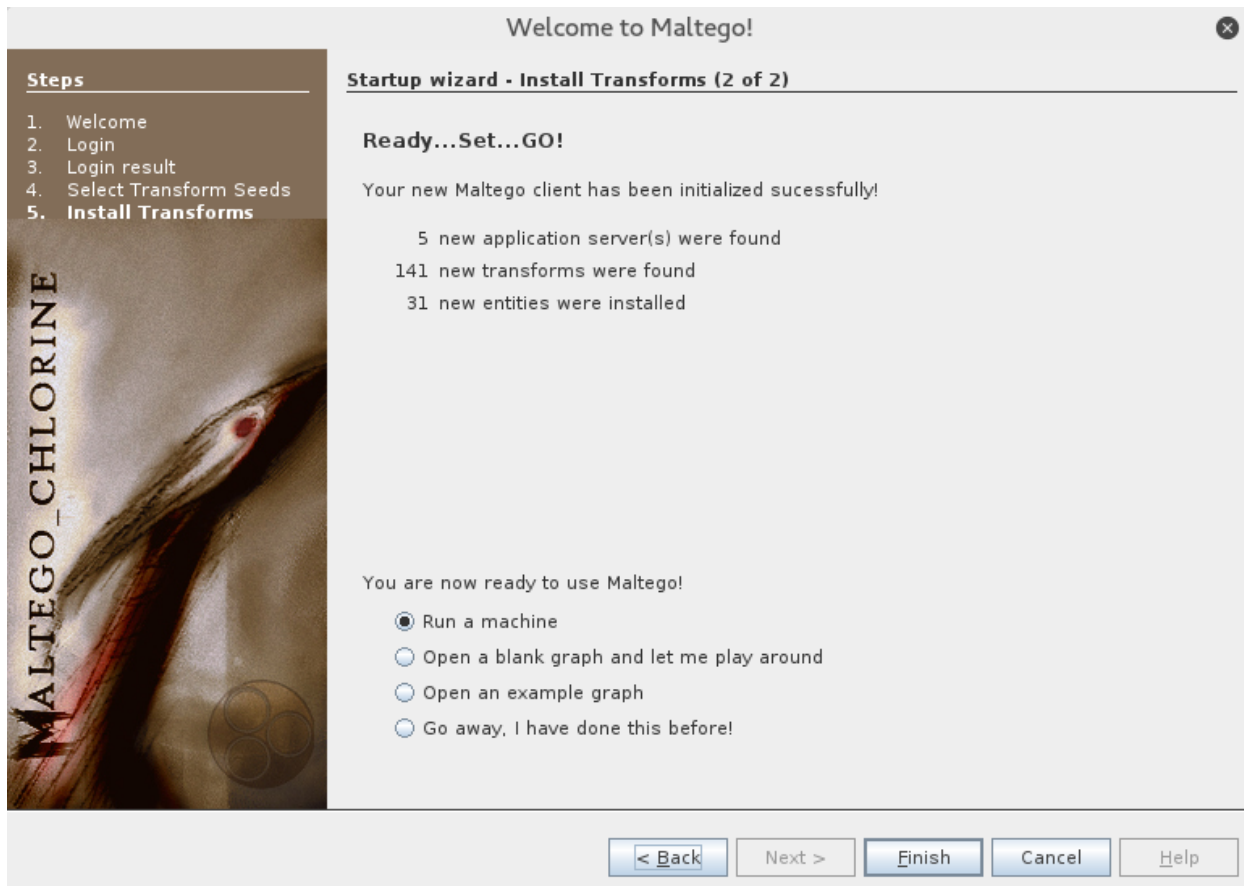 Welcome to Maltego!
Steps
1. Welcome
2. Login
3. Login result
4. Select Transform Seeds
5. Install Transforms
MALTEGO_CHLORINE
Startup wizard - Install Transforms (2 of 2)
Ready...Set...GO!
Your new Maltego client has been initialized sucessfully!
5 new application server(s) were found
141 new transforms were found
31 new entities were installed
You are now ready to use Maltego!
Run a machine
Open a blank graph and let me play around
Open an example graph
Go away, I have done this before!
< Back
Next >
Finish
Cancel
Help